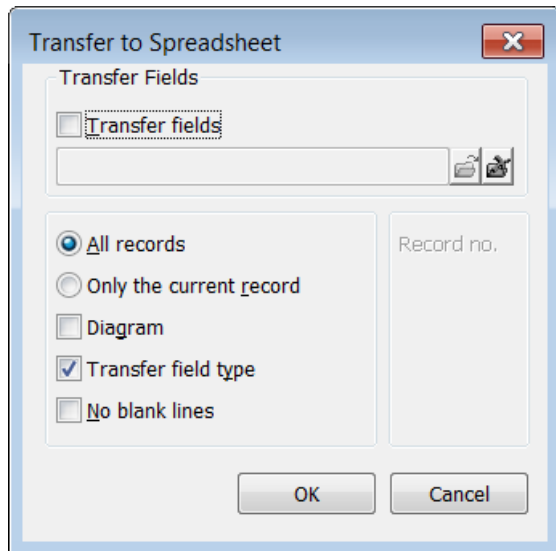 Transfer to Spreadsheet
Transfer Fields
Transfer fields
All records
Record no.
Only the current record
Diagram
Transfer field type
No blank lines
OK
Cancel